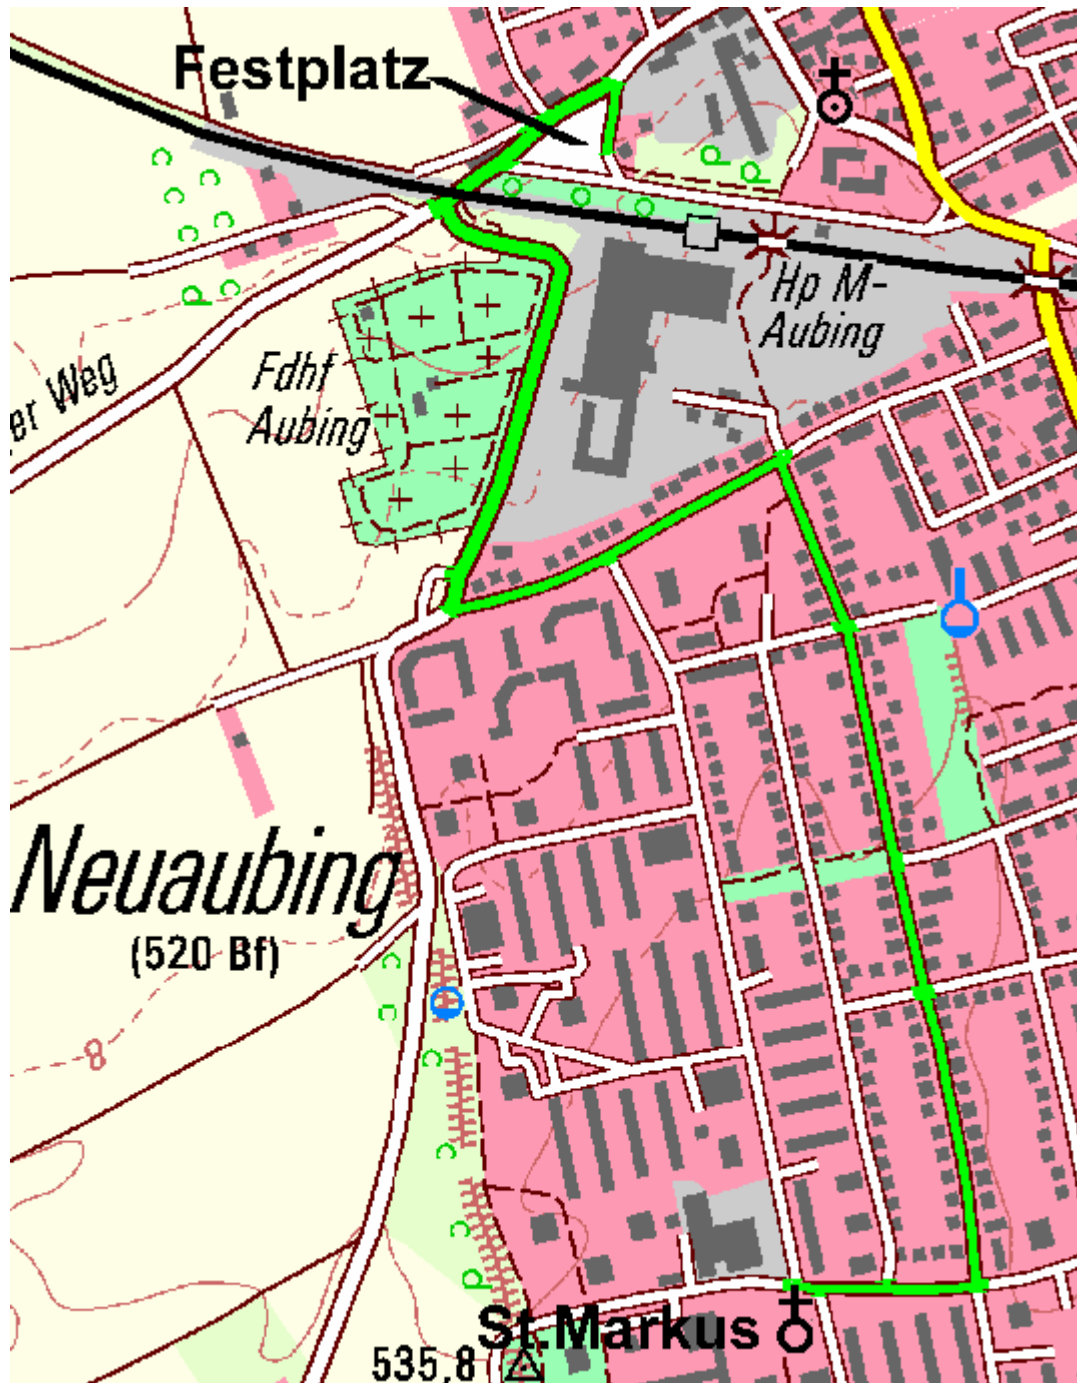 Festplatz
Hp M-
Aubing
Fdhf
Aubing
er Weg
Neuaubing
(520 Bf)
8
St.Markus
535,8